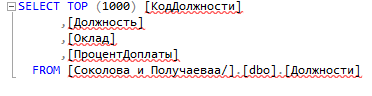 SELECT TOP (1000) [КодДолжности]
,[Должность]
,[Оклад]
,[ПроцентДоплаты]
FROM [Соколова и Получаеваа/].[dbo].[Должности]